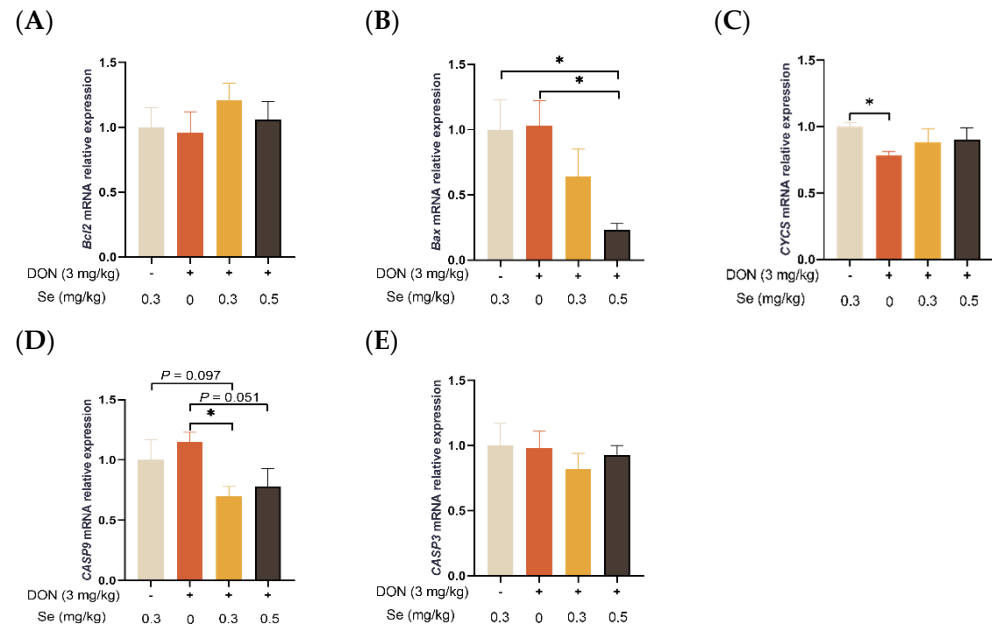 (A)
Bcl2 mRNA relative expression
1.5
1.0
0.5
0.0
DON (3 mg/kg) - + + +
Se (mg/kg) 0.3 0 0.3 0.5
(B)
Bax mRNA relative expression
1.5
1.0
0.5
0.0
* 
*
DON (3 mg/kg) - + + +
Se (mg/kg) 0.3 0 0.3 0.5
(C)
CYCS mRNA relative expression
1.5
1.0
0.5
0.0
*
DON (3 mg/kg) - + + +
Se (mg/kg) 0.3 0 0.3 0.5
(D)
CASP9 mRNA relative expression
1.5
1.0
0.5
0.0
P = 0.097
P = 0.051
*
DON (3 mg/kg) - + + +
Se (mg/kg) 0.3 0 0.3 0.5
(E)
CASP3 mRNA relative expression
1.5
1.0
0.5
0.0
DON (3 mg/kg) - + + +
Se (mg/kg) 0.3 0 0.3 0.5